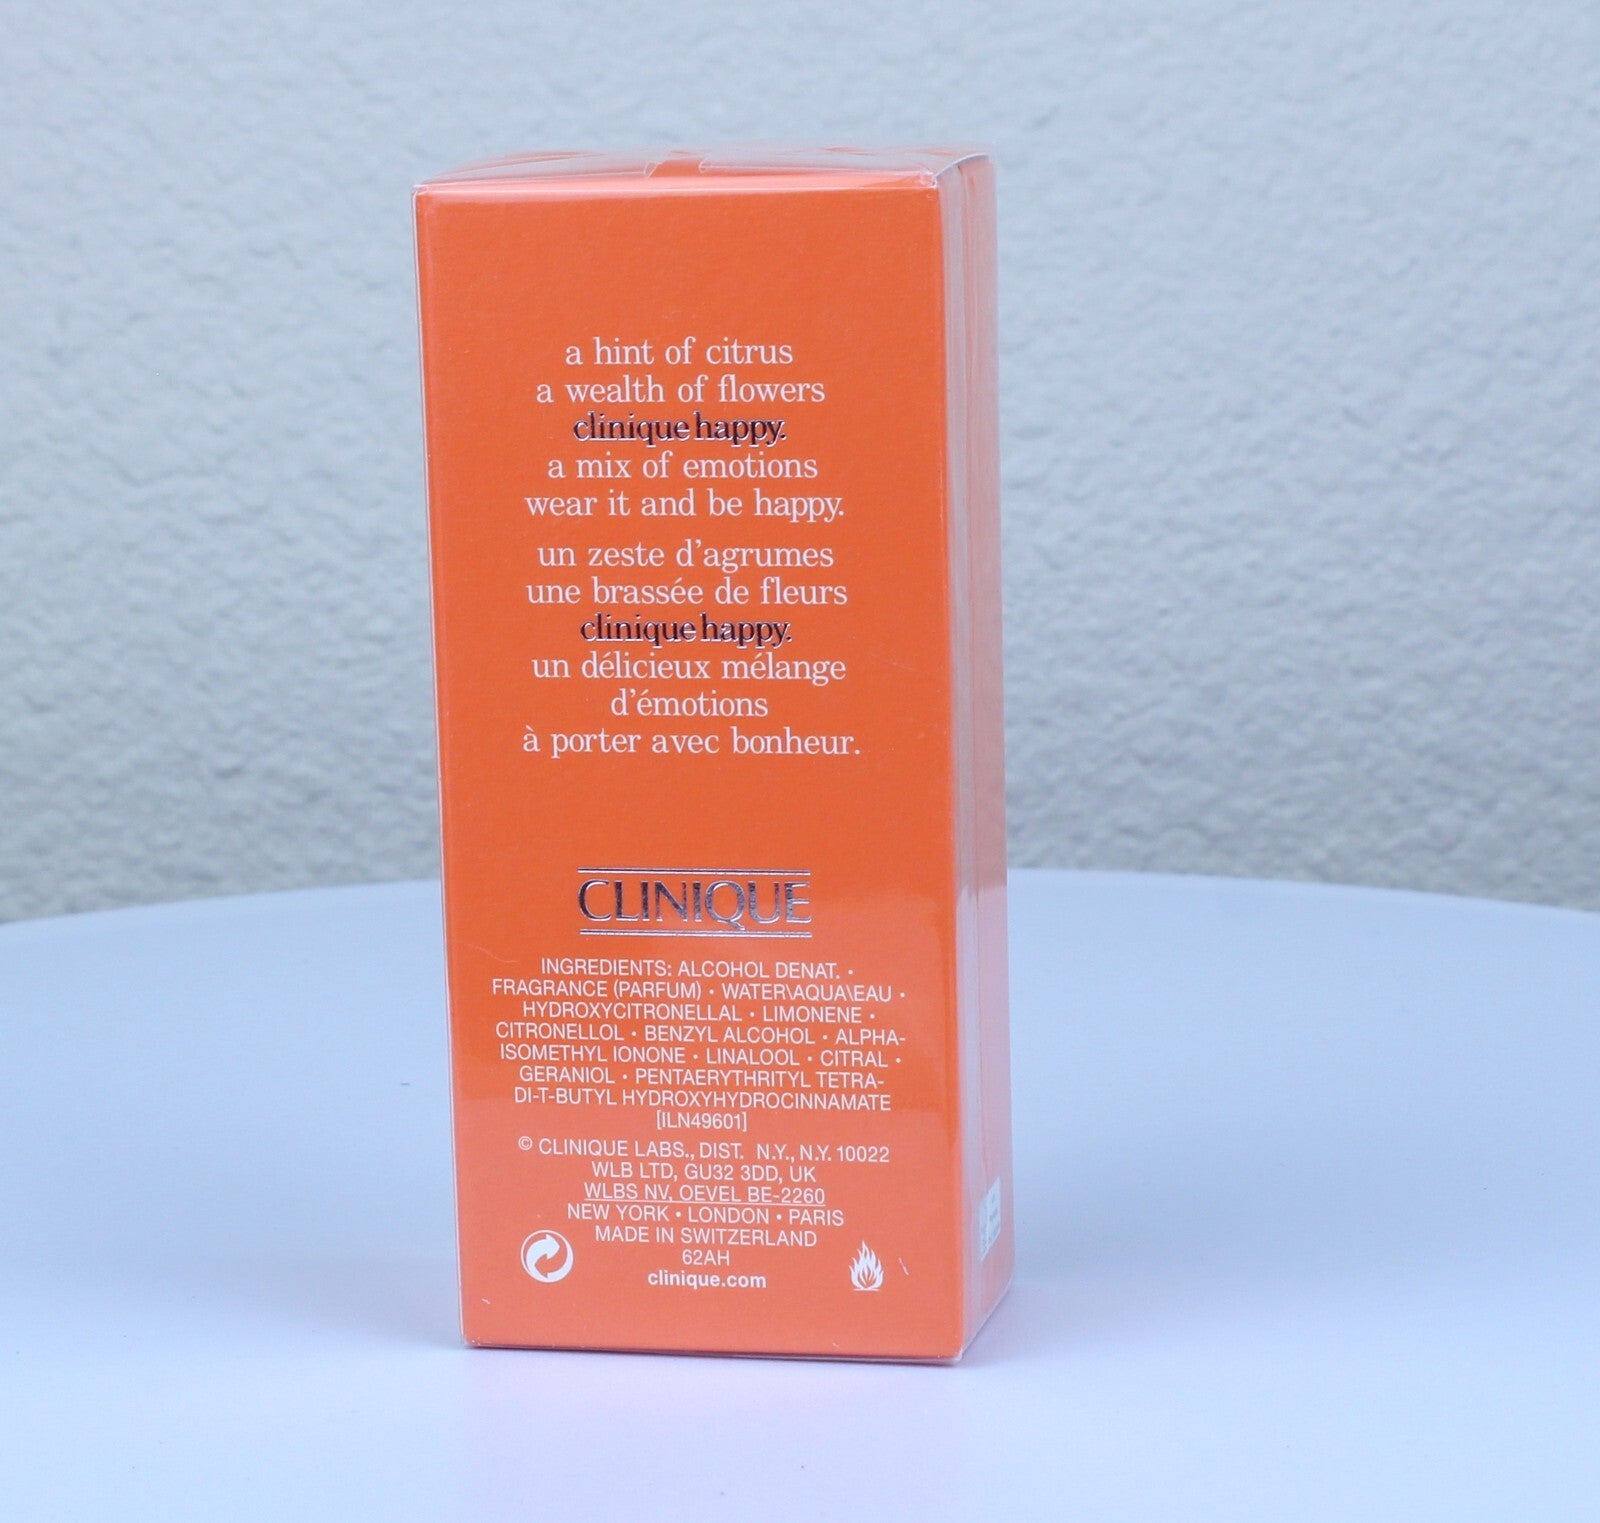 a hint of citrus
a wealth of flowers
clinique happy.
a mix of emotions
wear it and be happy.
un zeste d'agrumes
une brassée de fleurs
clinique happy.
un délicieux mélange
d'émotions
à porter avec bonheur.
CLINIQUE
INGREDIENTS: ALCOHOL DENAT. •
FRAGRANCE (PARFUM) • WATER\AQUA\EAU •
HYDROXYCITRONELLAL • LIMONENE •
CITRONELLOL • BENZYL ALCOHOL • ALPHA-
ISOMETHYL IONONE • LINALOOL • CITRAL •
GERANIOL • PENTAERYTHRITYL TETRA-
DI-T-BUTYL HYDROXYHYDROCINNAMATE
[ILN49601]
© CLINIQUE LABS., DIST. N.Y., N.Y. 10022
WLB LTD, GU32 3DD, UK
WLBS NV, OEVEL BE-2260
NEW YORK • LONDON • PARIS
MADE IN SWITZERLAND
62AH
clinique.com